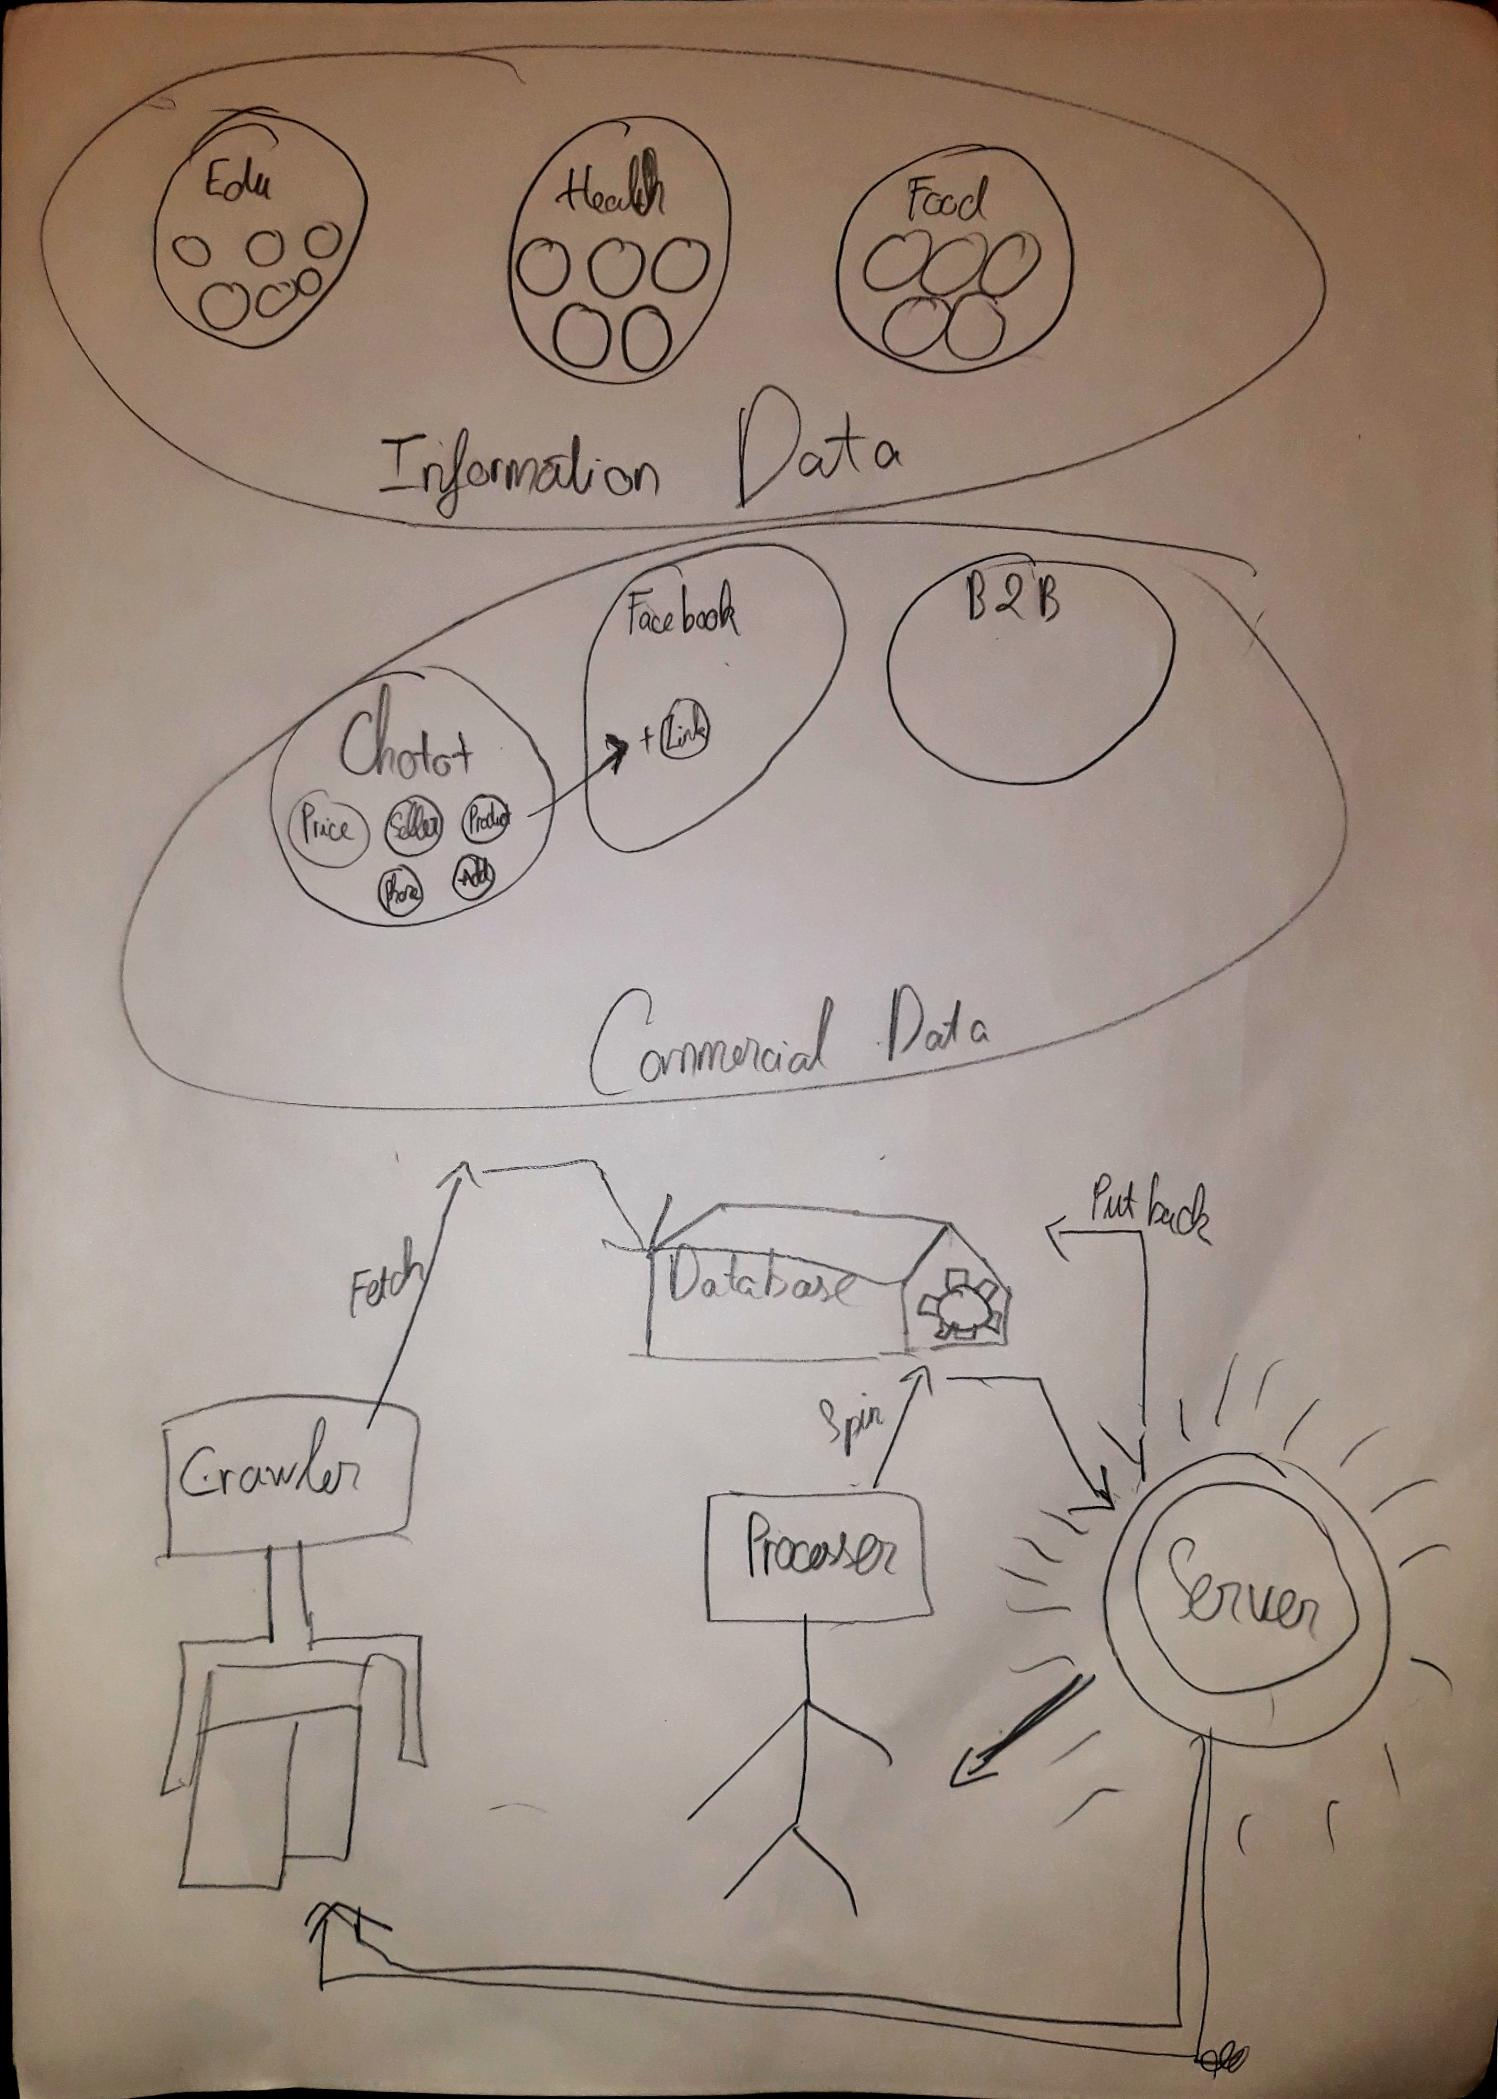 Edu
Health
Food
Information Data
Facebook
B2B
+ Link
Chotot
Price
Seller
Product
Phone
Add
Commercial Data
Put back
Fetch
Database
Spin
Crawler
Processer
Server